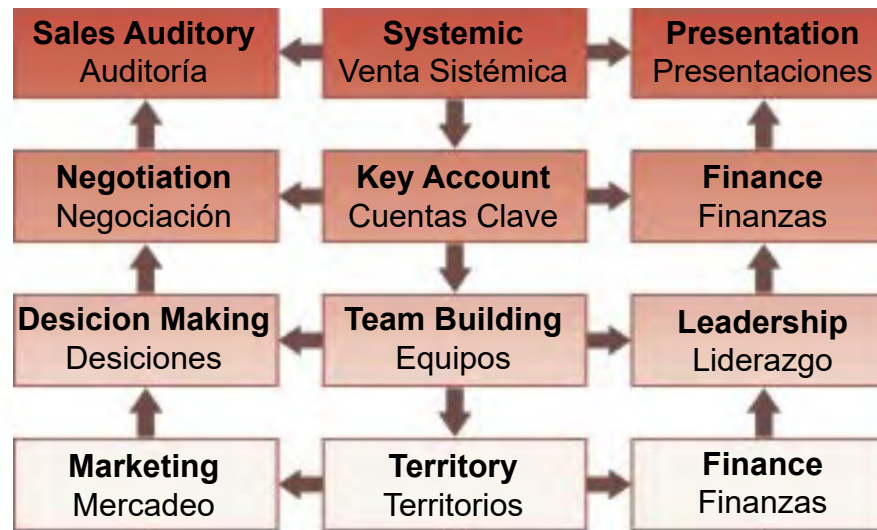 Sales Auditory
Auditoría
Systemic
Venta Sistémica
Presentation
Presentaciones
Negotiation
Negociación
Key Account
Cuentas Clave
Finance
Finanzas
Desicion Making
Desiciones
Team Building
Equipos
Leadership
Liderazgo
Marketing
Mercadeo
Territory
Territorios
Finance
Finanzas